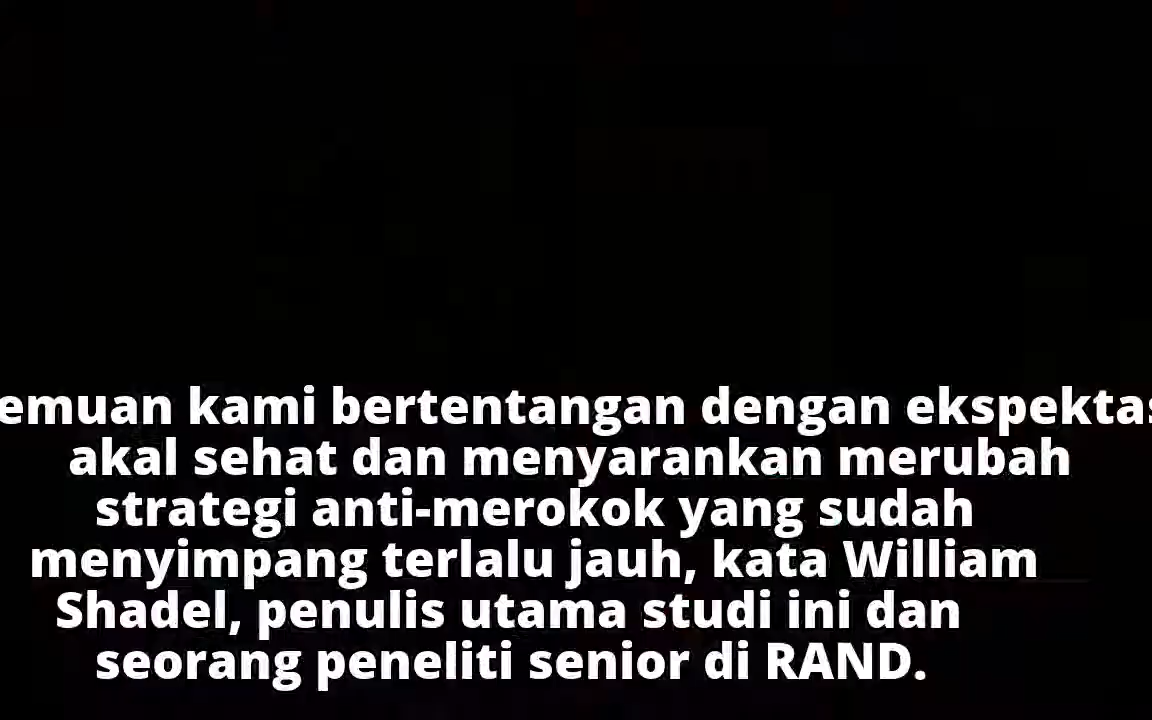 emuan kami bertentangan dengan ekspektas
akal sehat dan menyarankan merubah
strategi anti-merokok yang sudah
menyimpang terlalu jauh, kata William
Shadel, penulis utama studi ini dan
seorang peneliti senior di RAND.